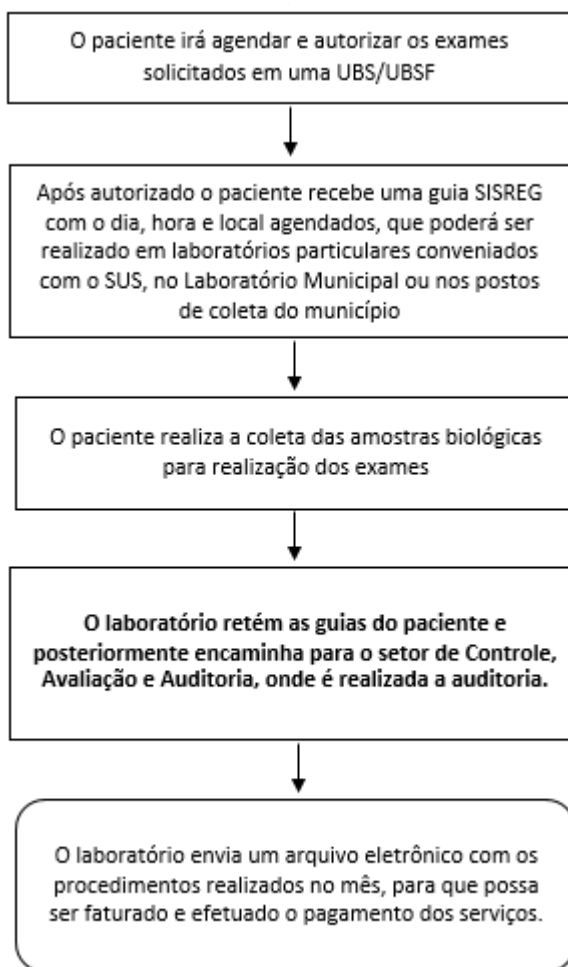 O paciente irá agendar e autorizar os exames
solicitados em uma UBS/UBSF
Após autorizado o paciente recebe uma guia SISREG
com o dia, hora e local agendados, que poderá ser
realizado em laboratórios particulares conveniados
com o SUS, no Laboratório Municipal ou nos postos
de coleta do município
O paciente realiza a coleta das amostras biológicas
para realização dos exames
O laboratório retém as guias do paciente e
posteriormente encaminha para o setor de Controle,
Avaliação e Auditoria, onde é realizada a auditoria.
O laboratório envia um arquivo eletrônico com os
procedimentos realizados no mês, para que possa
ser faturado e efetuado o pagamento dos serviços.